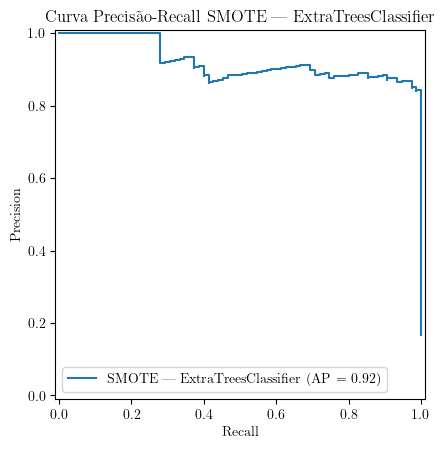 Curva Precisão-Recall SMOTE — ExtraTreesClassifier
1.0
0.8
0.6
0.4
0.2
0.0
Precision
SMOTE — ExtraTreesClassifier (AP = 0.92)
0.0 0.2 0.4 0.6 0.8 1.0
Recall